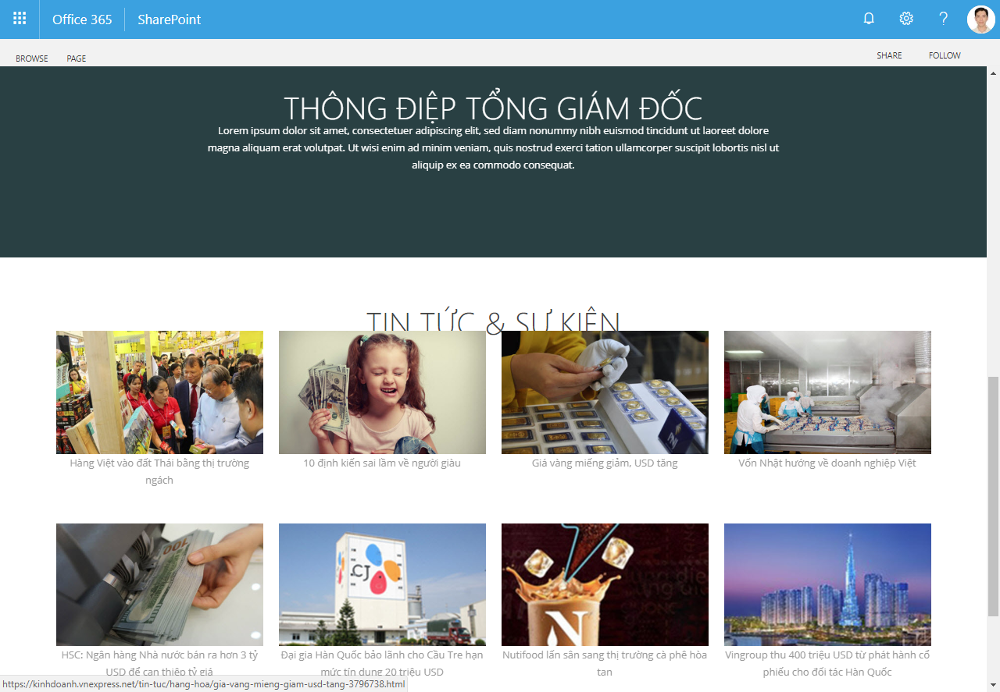 Office 365
SharePoint
?
BROWSE
PAGE
SHARE
FOLLOW
THÔNG ĐIỆP TỔNG GIÁM ĐỐC
Lorem ipsum dolor sit amet, consectetuer adipiscing elit, sed diam nonummy nibh euismod tincidunt ut laoreet dolore
magna aliquam erat volutpat. Ut wisi enim ad minim veniam, quis nostrud exerci tation ullamcorper suscipit lobortis nisl ut
aliquip ex ea commodo consequat.
TIN TỨC & SỰ KIỆN
Hàng Việt vào đất Thái bằng thị trường
ngách
10 định kiến sai lầm về người giàu
Giá vàng miếng giảm, USD tăng
Vốn Nhật hướng về doanh nghiệp Việt
100
CJ
N
HSC: Ngân hàng Nhà nước bán ra hơn 3 tỷ
USD để can thiệp tỷ giá
Đại gia Hàn Quốc bảo lãnh cho Cầu Tre hạn
mức tín dụng 20 triệu USD
Nutifood lấn sân sang thị trường cà phê hòa
tan
Vingroup thu 400 triệu USD từ phát hành cổ
phiếu cho đối tác Hàn Quốc
https://kinhdoanh.vnexpress.net/tin-tuc/hang-hoa/gia-vang-mieng-giam-usd-tang-3796738.html